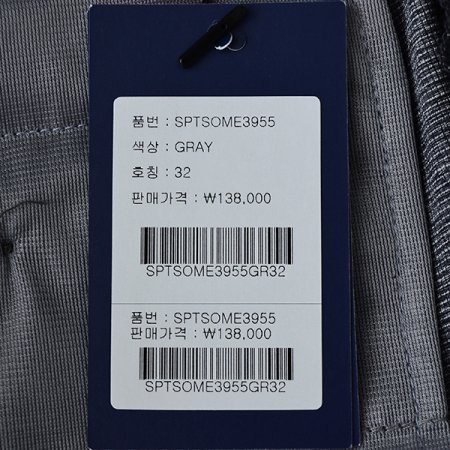 품번 : SPTSOME3955
색상 : GRAY
호칭 : 32
판매가격 : ₩138,000
SPTSOME3955GR32
품번 : SPTSOME3955
판매가격 : ₩138,000
SPTSOME3955GR32